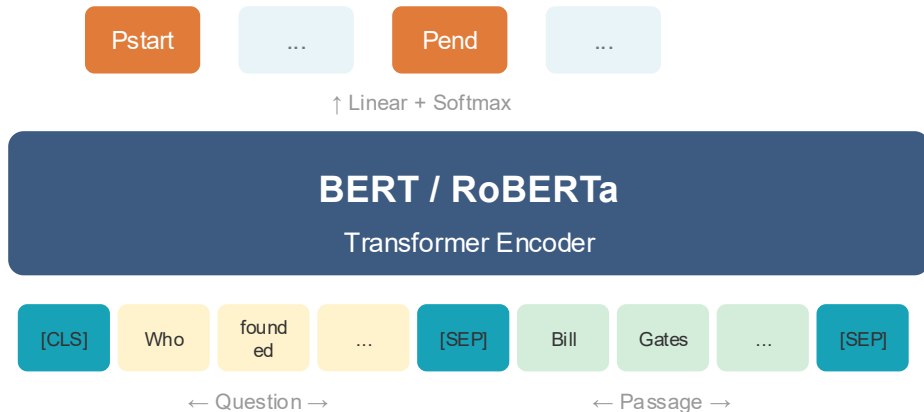 Pstart ... Pend ...
↑ Linear + Softmax
BERT / RoBERTa
Transformer Encoder
[CLS] Who found [SEP] Bill Gates ... [SEP]
ed ...
← Question → ← Passage →